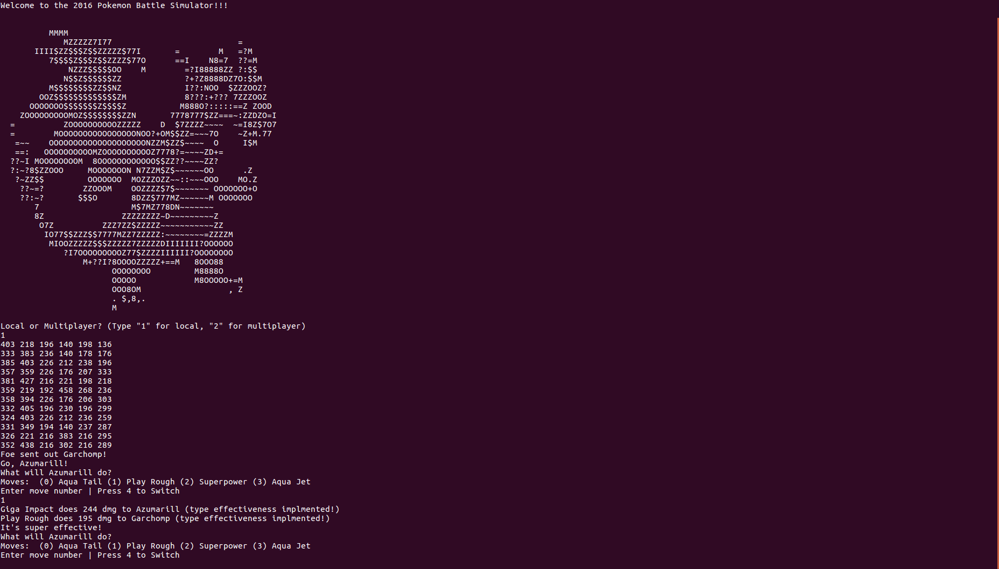 Welcome to the 2016 Pokemon Battle Simulator!!!
          MMMM
             MZZZZZ7I77                          =
       IIII$ZZ$$$Z$$ZZZZZ$77I       =        M   =?M
          7$$$$Z$$$Z$$ZZZZ$77O      ==I    N8=7  ??=M
              NZZZ$$$$$OO    M        =?I88888ZZ ?:$$
             N$$Z$$$$$$ZZ             ?+?Z8888DZ7O:$$M
          M$$$$$$$$ZZ$$NZ             I??:NOO  $ZZZOOZ?
        OOZ$$$$$$$$$$$$$ZM            8???:+??? 7ZZZOOZ
      OOOOOOO$$$$$$$Z$$$$Z           M888O?:::::==Z ZOOD
    ZOOOOOOOOOMOZ$$$$$$$$ZZN       7778777$ZZ===~:ZZDZO=I
  =          ZOOOOOOOOOOZZZZZ    D  $7ZZZZ~~~~  ~=I8Z$7O7
  =        MOOOOOOOOOOOOOOOONOO?+OM$$ZZ=~~~7O    ~Z+M.77
   =~~    OOOOOOOOOOOOOOOOOOOONZZM$ZZ$~~~~  O     I$M
   ==:   OOOOOOOOOOMZOOOOOOOOOOZ7778?=~~~~ZD+=
  ??~I MOOOOOOOOM  8OOOOOOOOOOOO$$ZZ??~~~~ZZ?
  ?:~?8$ZZOOO     MOOOOOOON N7ZZM$Z$~~~~~~OO      .Z
   ?~ZZ$$         OOOOOOO  MOZZZOZZ~~::~~~OOO    MO.Z
    ??~=?        ZZOOOM    OOZZZZ$7$~~~~~~~ OOOOOOO+O
    ??:~?       $$$O       8DZZ$777MZ~~~~~~M OOOOOOO
       7                   M$7MZ778DN~~~~~~~
       8Z                ZZZZZZZZ~D~~~~~~~~~Z
        O7Z          ZZZ7ZZ$ZZZZZ~~~~~~~~~~~ZZ
         IO77$$ZZZ$$7777MZZ7ZZZZZ:~~~~~~~~=ZZZZM
          MIOOZZZZZ$$$ZZZZZ7ZZZZZDIIIIIII?OOOOOO
             ?I7OOOOOOOOOZ77$ZZZZIIIIII?OOOOOOOO
                 M+??I?8OOOOZZZZZ+==M   8OOO88
                       OOOOOOOO         M8888O
                       OOOOO            M8OOOOO+=M
                       OOO8OM                  , Z
                       . $,8,.
                       M
Local or Multiplayer? (Type "1" for local, "2" for multiplayer)
1
403 218 196 140 198 136
333 383 236 140 178 176
385 403 226 212 238 196
357 359 226 176 207 333
381 427 216 221 198 218
359 219 192 458 268 236
358 394 226 176 206 303
332 405 196 230 196 299
324 403 226 212 236 259
331 349 194 140 237 287
326 221 216 383 216 295
352 438 216 302 216 289
Foe sent out Garchomp!
Go, Azumarill!
What will Azumarill do?
Moves:  (0) Aqua Tail (1) Play Rough (2) Superpower (3) Aqua Jet
Enter move number | Press 4 to Switch
1
Giga Impact does 244 dmg to Azumarill (type effectiveness implmented!)
Play Rough does 195 dmg to Garchomp (type effectiveness implmented!)
It's super effective!
What will Azumarill do?
Moves:  (0) Aqua Tail (1) Play Rough (2) Superpower (3) Aqua Jet
Enter move number | Press 4 to Switch